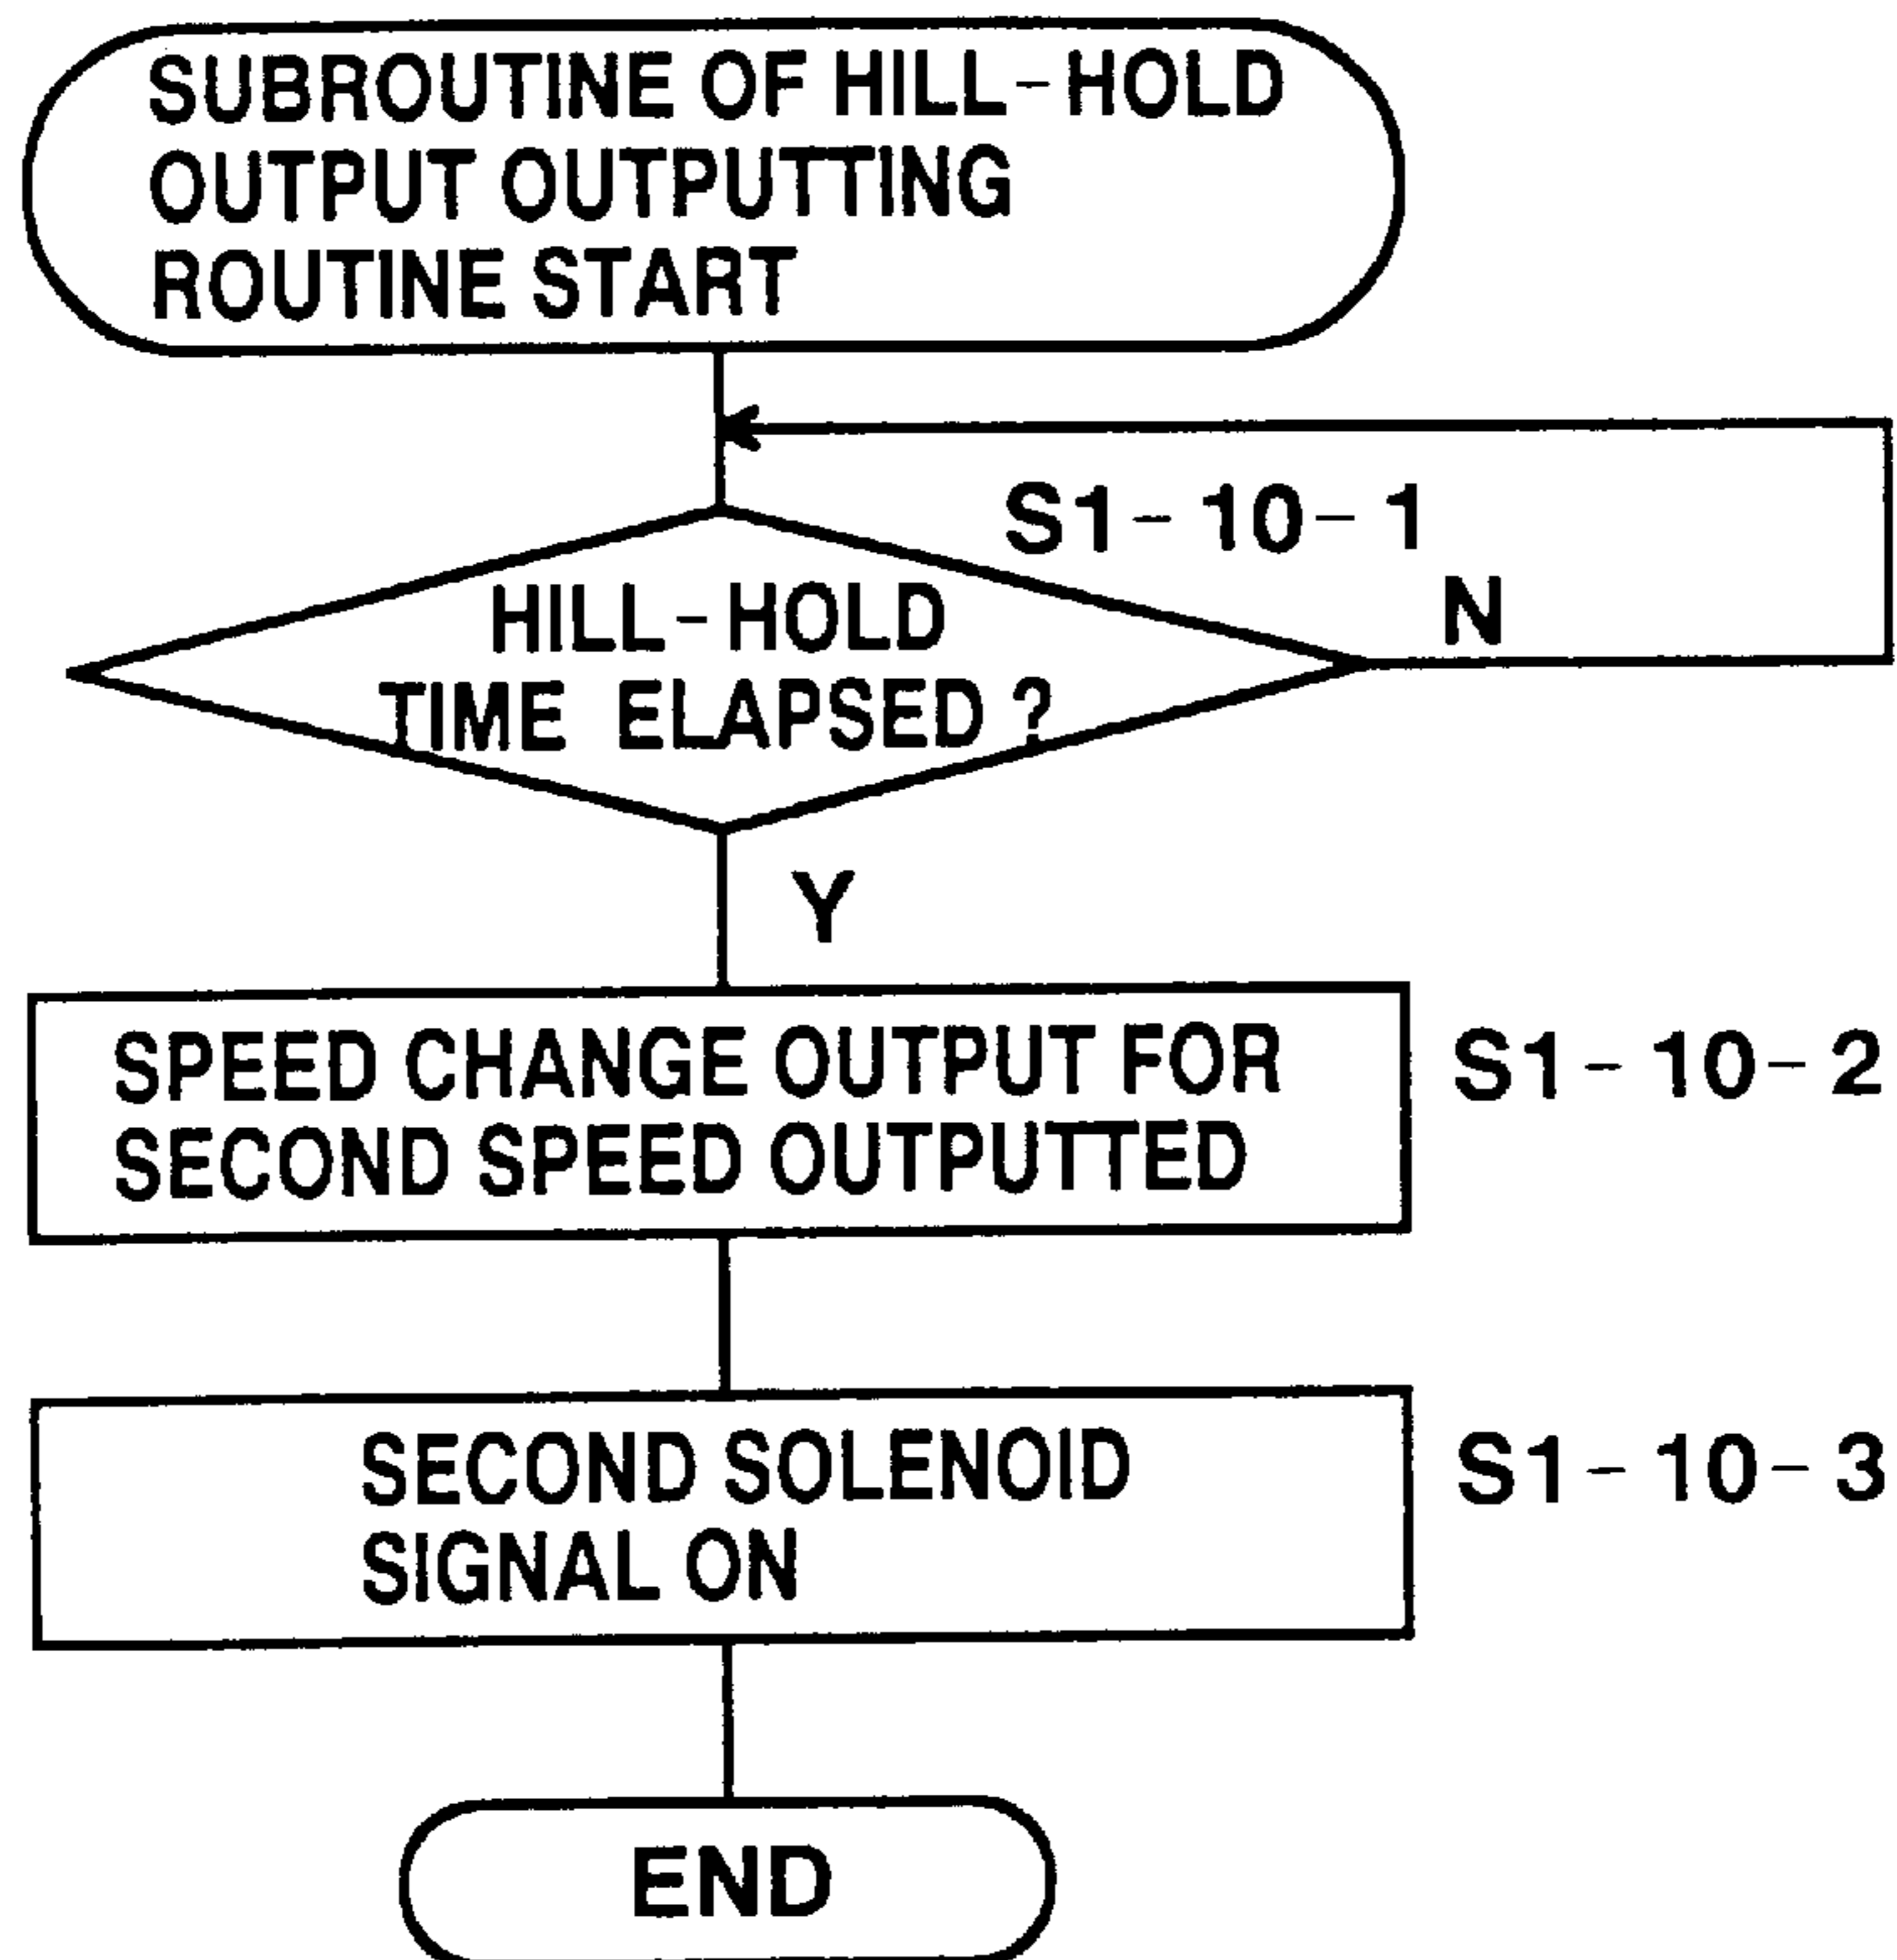 SUBROUTINE OF HILL-HOLD
OUTPUT OUTPUTTING
ROUTINE START
S1-10-1
N
HILL-HOLD
TIME ELAPSED?
Y
SPEED CHANGE OUTPUT FOR
SECOND SPEED OUTPUTTED
S1-10-2
SECOND SOLENOID
SIGNAL ON
S1-10-3
END